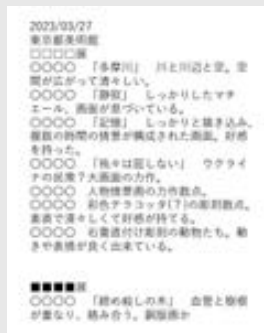 2023/03/27
東京都美術館
□□□□展
○○○○ 「多摩川」 川と川辺と空。空
間が広がって清々しい。
○○○○ 「静寂」 しっかりしたマチ
エール、画面が息づいている。
○○○○ 「記憶」 しっかりと描き込み、
複数の時間の情景が構成された画面。好感
を持った。
○○○○ 「我々は屈しない」 ウクライ
ナの民衆？大画面の力作。
○○○○ 人物情景画の力作数点。
○○○○ 彩色テラコッタ(？)の彫刻数点。
素直で清々しくて好感が持てる。
○○○○ 石膏直付け彫刻の動物たち。動
きや表情が良く出来ている。
■■■■展
○○○○ 「締め殺しの木」 血管と樹根
が重なり、絡み合う。銅版画か